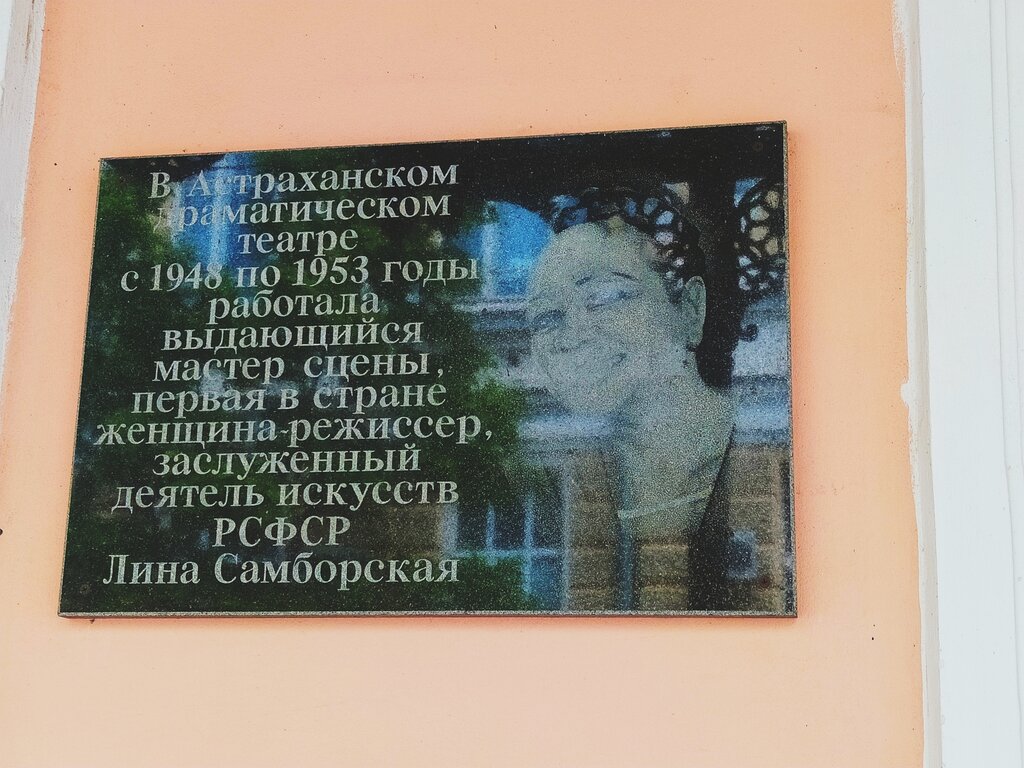 В Астраханском
драматическом
театре
с 1948 по 1953 годы
работала
выдающийся
мастер сцены,
первая в стране
женщина-режиссер,
заслуженный
деятель искусств
РСФСР
Лина Самборская